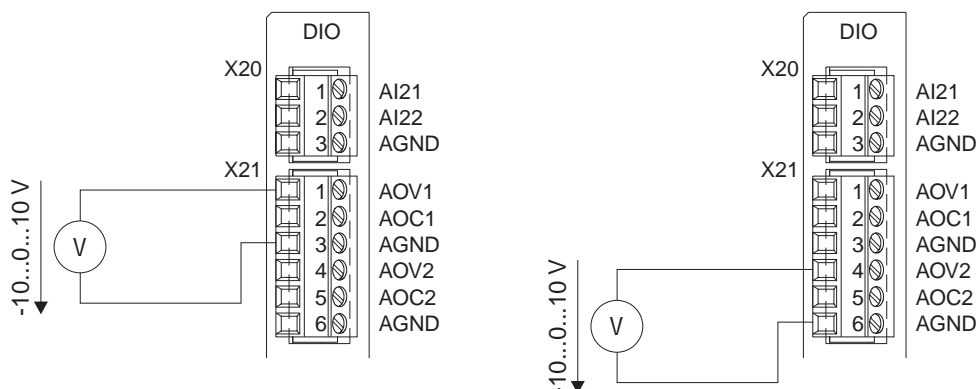 DIO
X20
1 AI21
2 AI22
3 AGND
X21
1 AOV1
2 AOC1
3 AGND
4 AOV2
5 AOC2
6 AGND
V
-10...0...10 V
DIO
X20
1 AI21
2 AI22
3 AGND
X21
1 AOV1
2 AOC1
3 AGND
4 AOV2
5 AOC2
6 AGND
V
-10...0...10 V